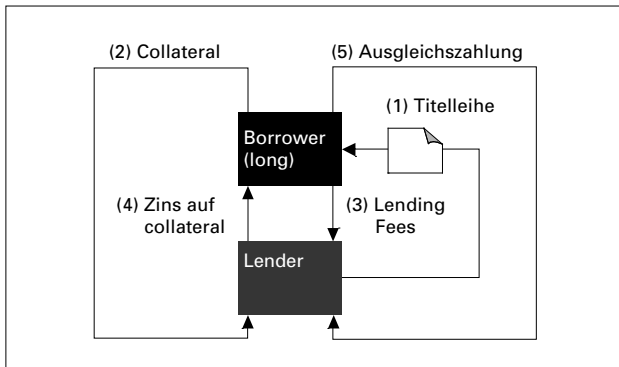 (2) Collateral
(5) Ausgleichszahlung
(1) Titelleihe
Borrower
(long)
(4) Zins auf
collateral
(3) Lending
Fees
Lender